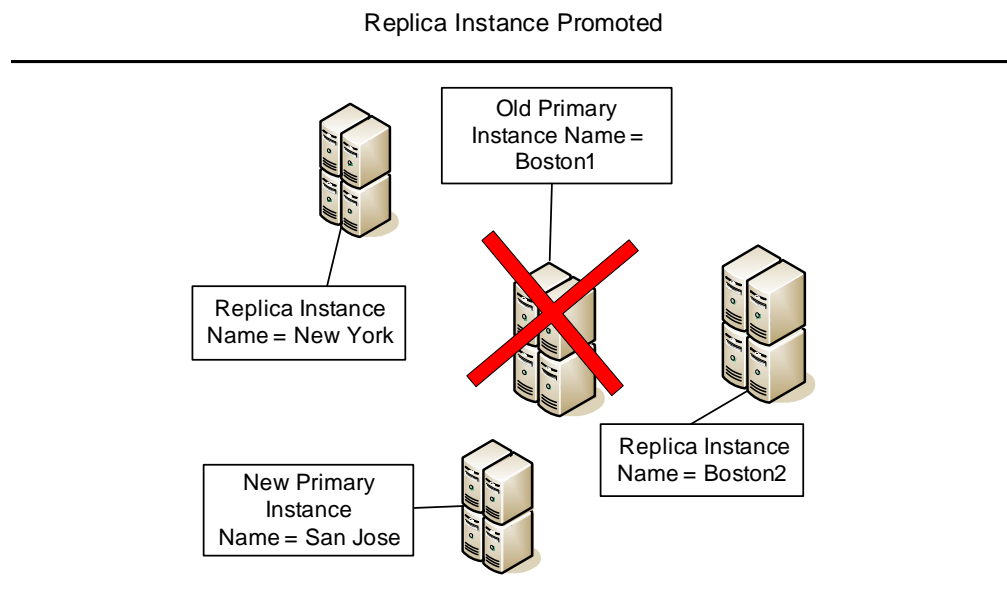 Replica Instance Promoted
Old Primary
Instance Name =
Boston1
Replica Instance
Name = New York
Replica Instance
Name = Boston2
New Primary
Instance
Name = San Jose